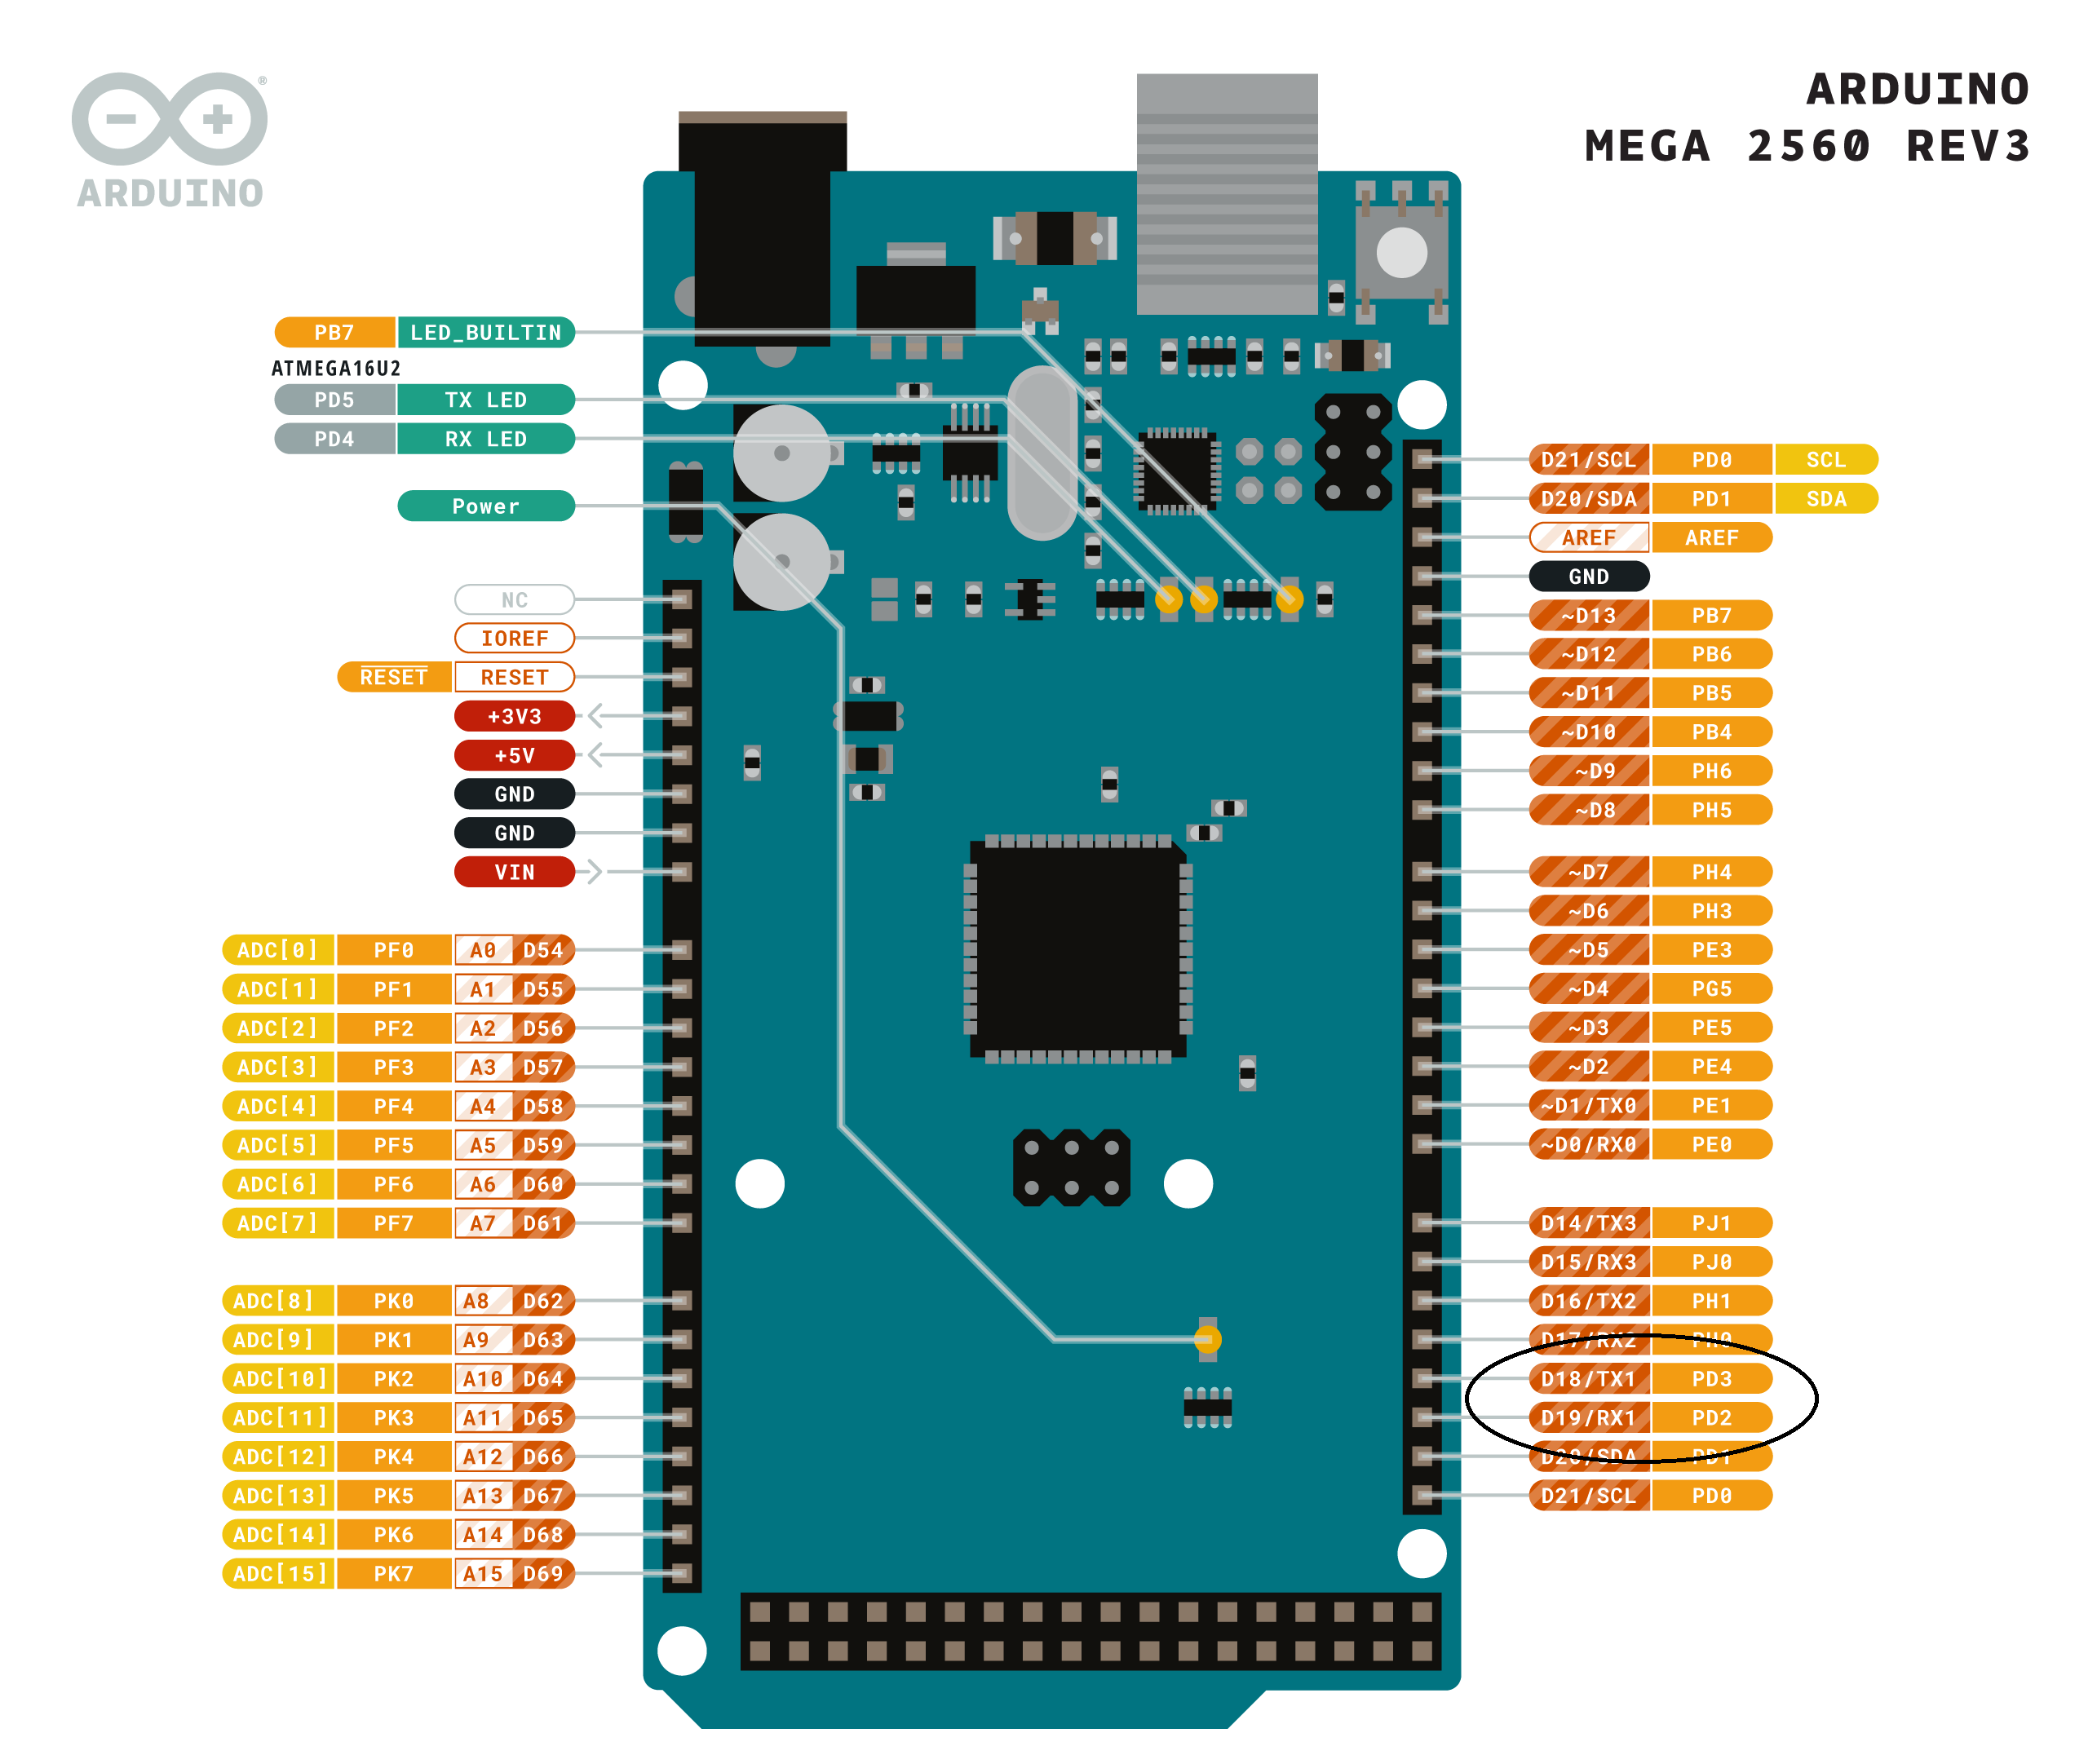 ®
ARDUINO
ARDUINO
MEGA 2560 REV3
PB7 LED_BUILTIN
ATMEGA16U2
PD5 TX LED
PD4 RX LED
Power
NC
IOREF
RESET RESET
+3V3
+5V
GND
GND
VIN
ADC[0] PF0 A0 D54
ADC[1] PF1 A1 D55
ADC[2] PF2 A2 D56
ADC[3] PF3 A3 D57
ADC[4] PF4 A4 D58
ADC[5] PF5 A5 D59
ADC[6] PF6 A6 D60
ADC[7] PF7 A7 D61
ADC[8] PK0 A8 D62
ADC[9] PK1 A9 D63
ADC[10] PK2 A10 D64
ADC[11] PK3 A11 D65
ADC[12] PK4 A12 D66
ADC[13] PK5 A13 D67
ADC[14] PK6 A14 D68
ADC[15] PK7 A15 D69
D21/SCL PD0 SCL
D20/SDA PD1 SDA
AREF AREF
GND
~D13 PB7
~D12 PB6
~D11 PB5
~D10 PB4
~D9 PH6
~D8 PH5
~D7 PH4
~D6 PH3
~D5 PE3
~D4 PG5
~D3 PE5
~D2 PE4
~D1/TX0 PE1
~D0/RX0 PE0
D14/TX3 PJ1
D15/RX3 PJ0
D16/TX2 PH1
D17/RX2 PH0
D18/TX1 PD3
D19/RX1 PD2
D20/SDA PD1
D21/SCL PD0